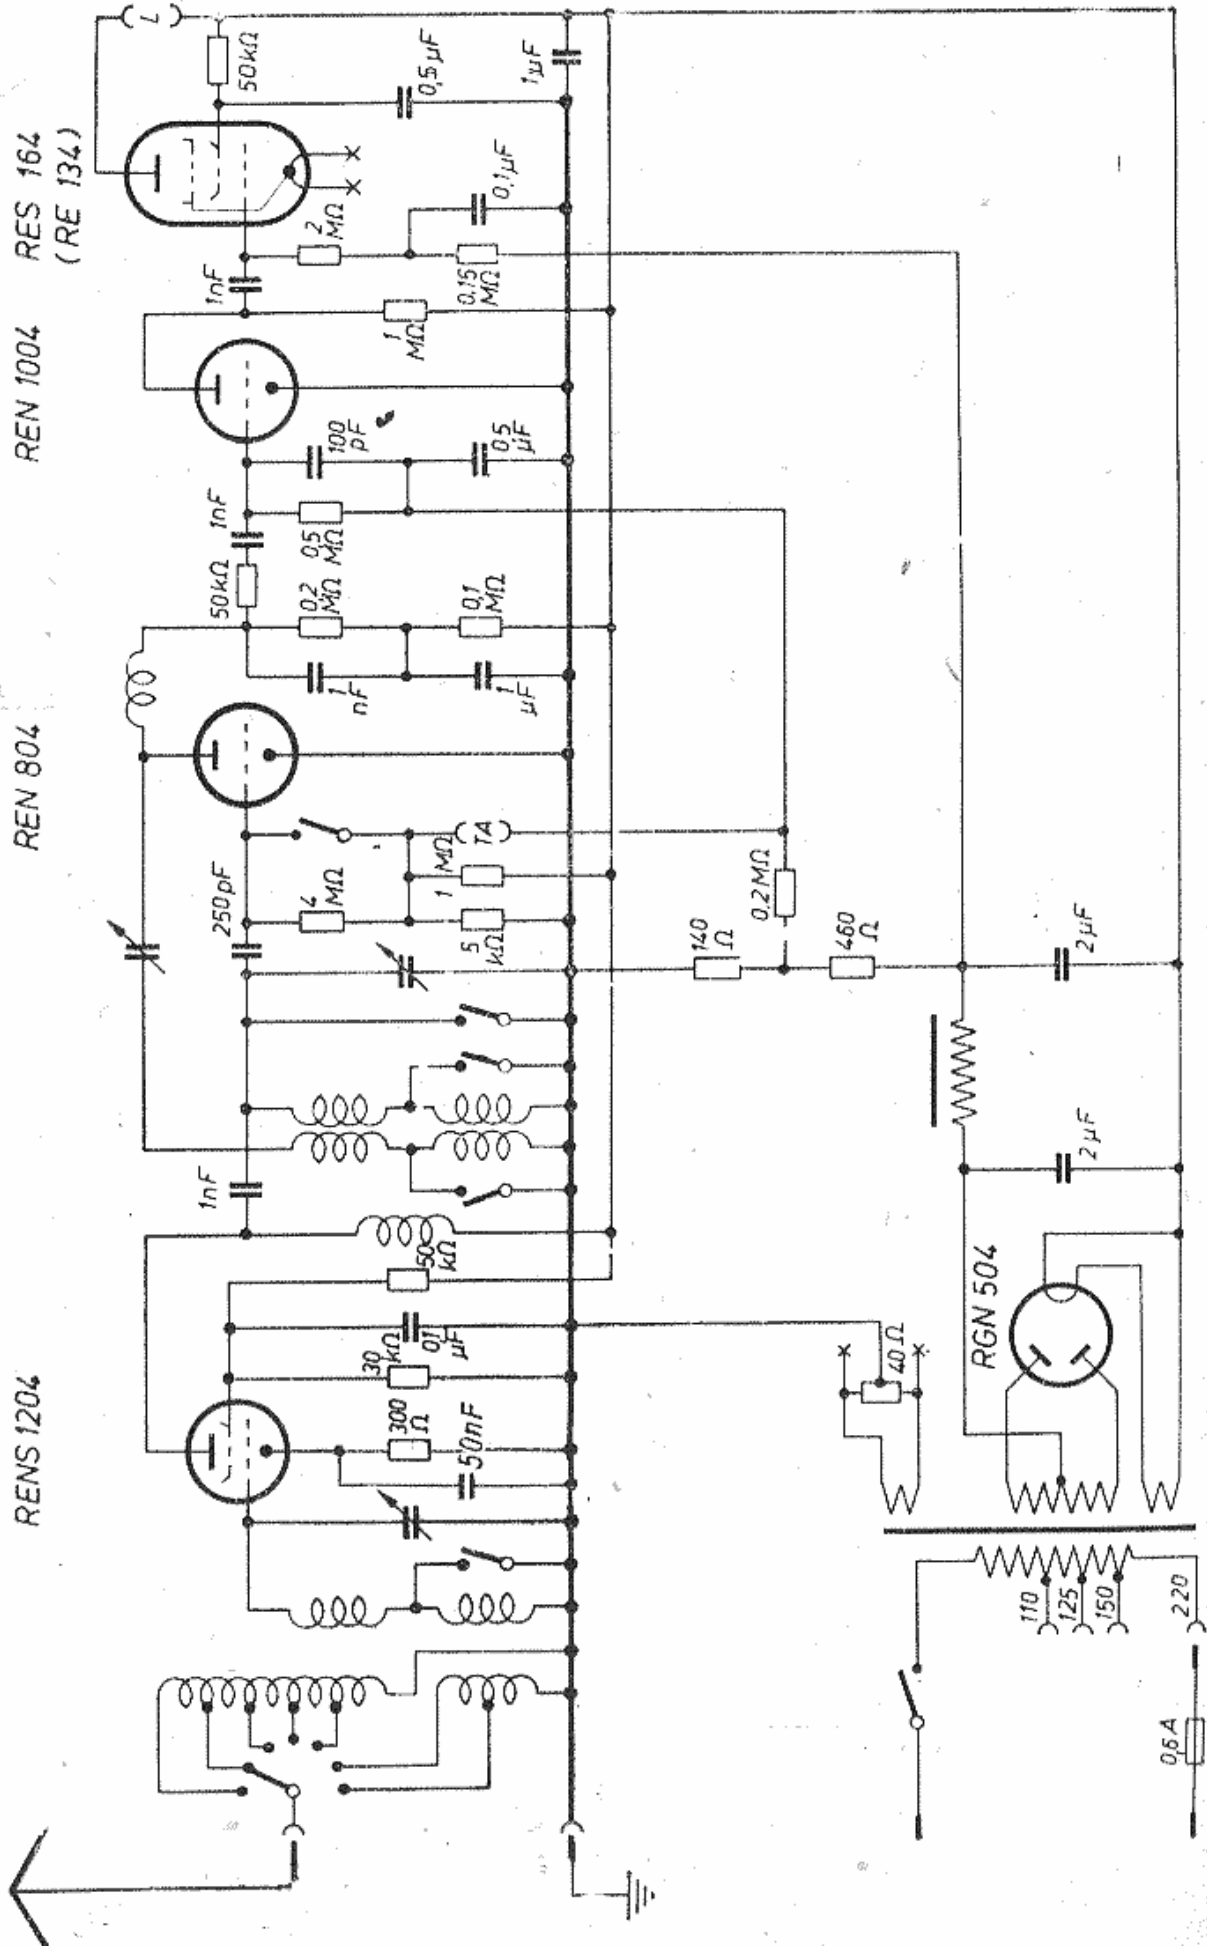 RENS 1204
REN 804
REN 1004
RES 164
(RE 134)
L
50kΩ
0,5µF
1µF
0,1µF
2
MΩ
0,15
MΩ
1nF
1
MΩ
100
pF
0,5
µF
1nF
0,5
MΩ
50kΩ
0,2
MΩ
0,1
MΩ
1
nF
1
µF
TA
1 MΩ
250pF
4
MΩ
5
kΩ
0,2MΩ
140
Ω
460
Ω
2µF
2µF
1nF
50
kΩ
0,1
µF
30
kΩ
300
Ω
50nF
40Ω
RGN 504
110
125
150
220
0,6A